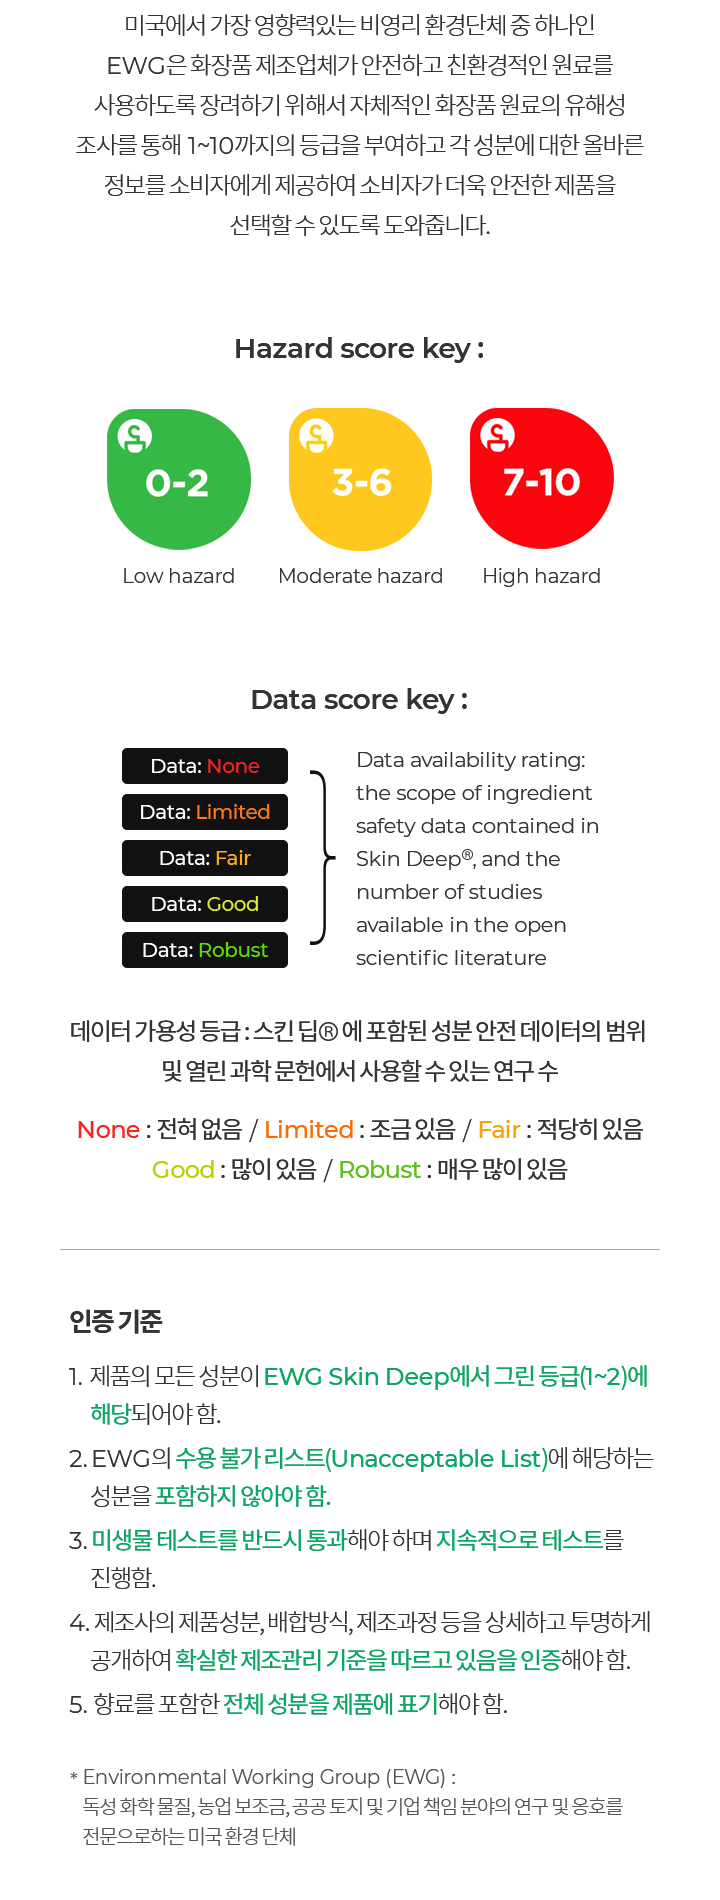 미국에서 가장 영향력있는 비영리 환경단체 중 하나인
EWG은 화장품 제조업체가 안전하고 친환경적인 원료를
사용하도록 장려하기 위해서 자체적인 화장품 원료의 유해성
조사를 통해 1~10까지의 등급을 부여하고 각 성분에 대한 올바른
정보를 소비자에게 제공하여 소비자가 더욱 안전한 제품을
선택할 수 있도록 도와줍니다.
Hazard score key :
0-2 3-6 7-10
Low hazard Moderate hazard High hazard
Data score key :
Data: None
Data: Limited
Data: Fair
Data: Good
Data: Robust
Data availability rating:
the scope of ingredient
safety data contained in
Skin Deep®, and the
number of studies
available in the open
scientific literature
데이터 가용성 등급 : 스킨 딥® 에 포함된 성분 안전 데이터의 범위
및 열린 과학 문헌에서 사용할 수 있는 연구 수
None : 전혀 없음 / Limited : 조금 있음 / Fair : 적당히 있음
Good : 많이 있음 / Robust : 매우 많이 있음
인증 기준
1. 제품의 모든 성분이 EWG Skin Deep에서 그린 등급(1~2)에
해당되어야 함.
2. EWG의 수용 불가 리스트(Unacceptable List)에 해당하는
성분을 포함하지 않아야 함.
3. 미생물 테스트를 반드시 통과해야 하며 지속적으로 테스트를
진행함.
4. 제조사의 제품성분, 배합방식, 제조과정 등을 상세하고 투명하게
공개하여 확실한 제조관리 기준을 따르고 있음을 인증해야 함.
5. 향료를 포함한 전체 성분을 제품에 표기해야 함.
* Environmental Working Group (EWG) :
독성 화학 물질, 농업 보조금, 공공 토지 및 기업 책임 분야의 연구 및 옹호를
전문으로하는 미국 환경 단체